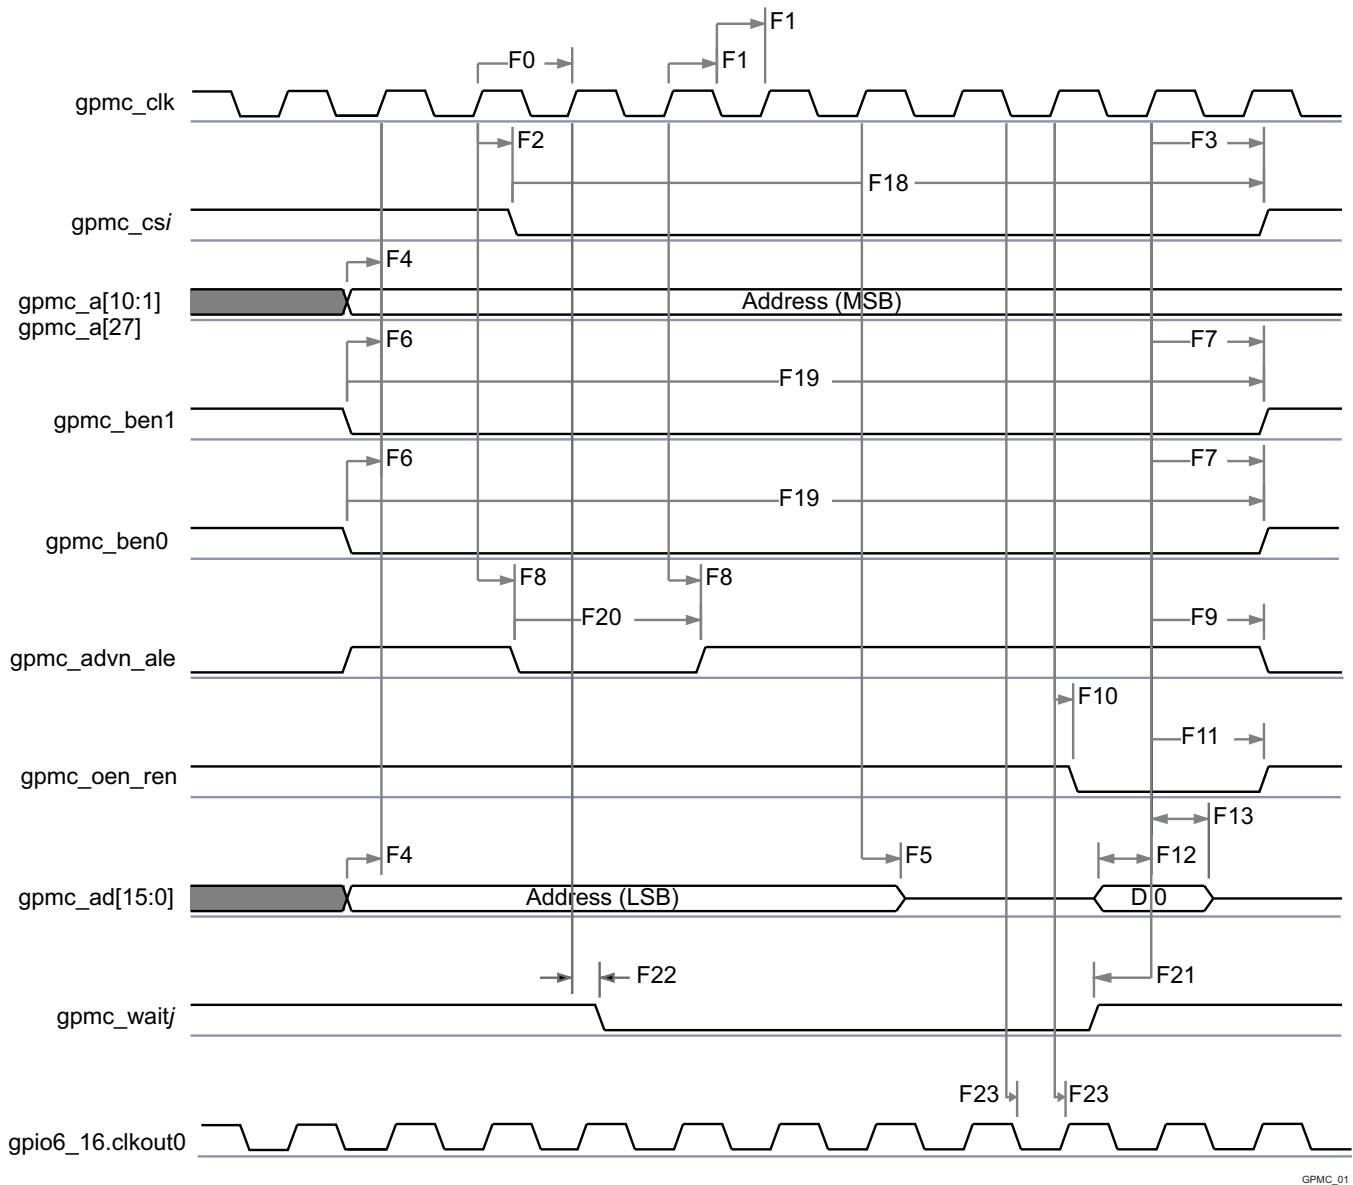 F1
F0
F1
gpmc_clk
F2
F3
F18
gpmc_csi
F4
gpmc_a[10:1]
Address (MSB)
gpmc_a[27]
F6
F7
F19
gpmc_ben1
F6
F7
F19
gpmc_ben0
F8
F8
F20
F9
gpmc_advn_ale
F10
F11
gpmc_oen_ren
F13
F4
F5
F12
gpmc_ad[15:0]
Address (LSB)
D 0
F22
F21
gpmc_waitj
F23
F23
gpio6_16.clkout0
GPMC_01